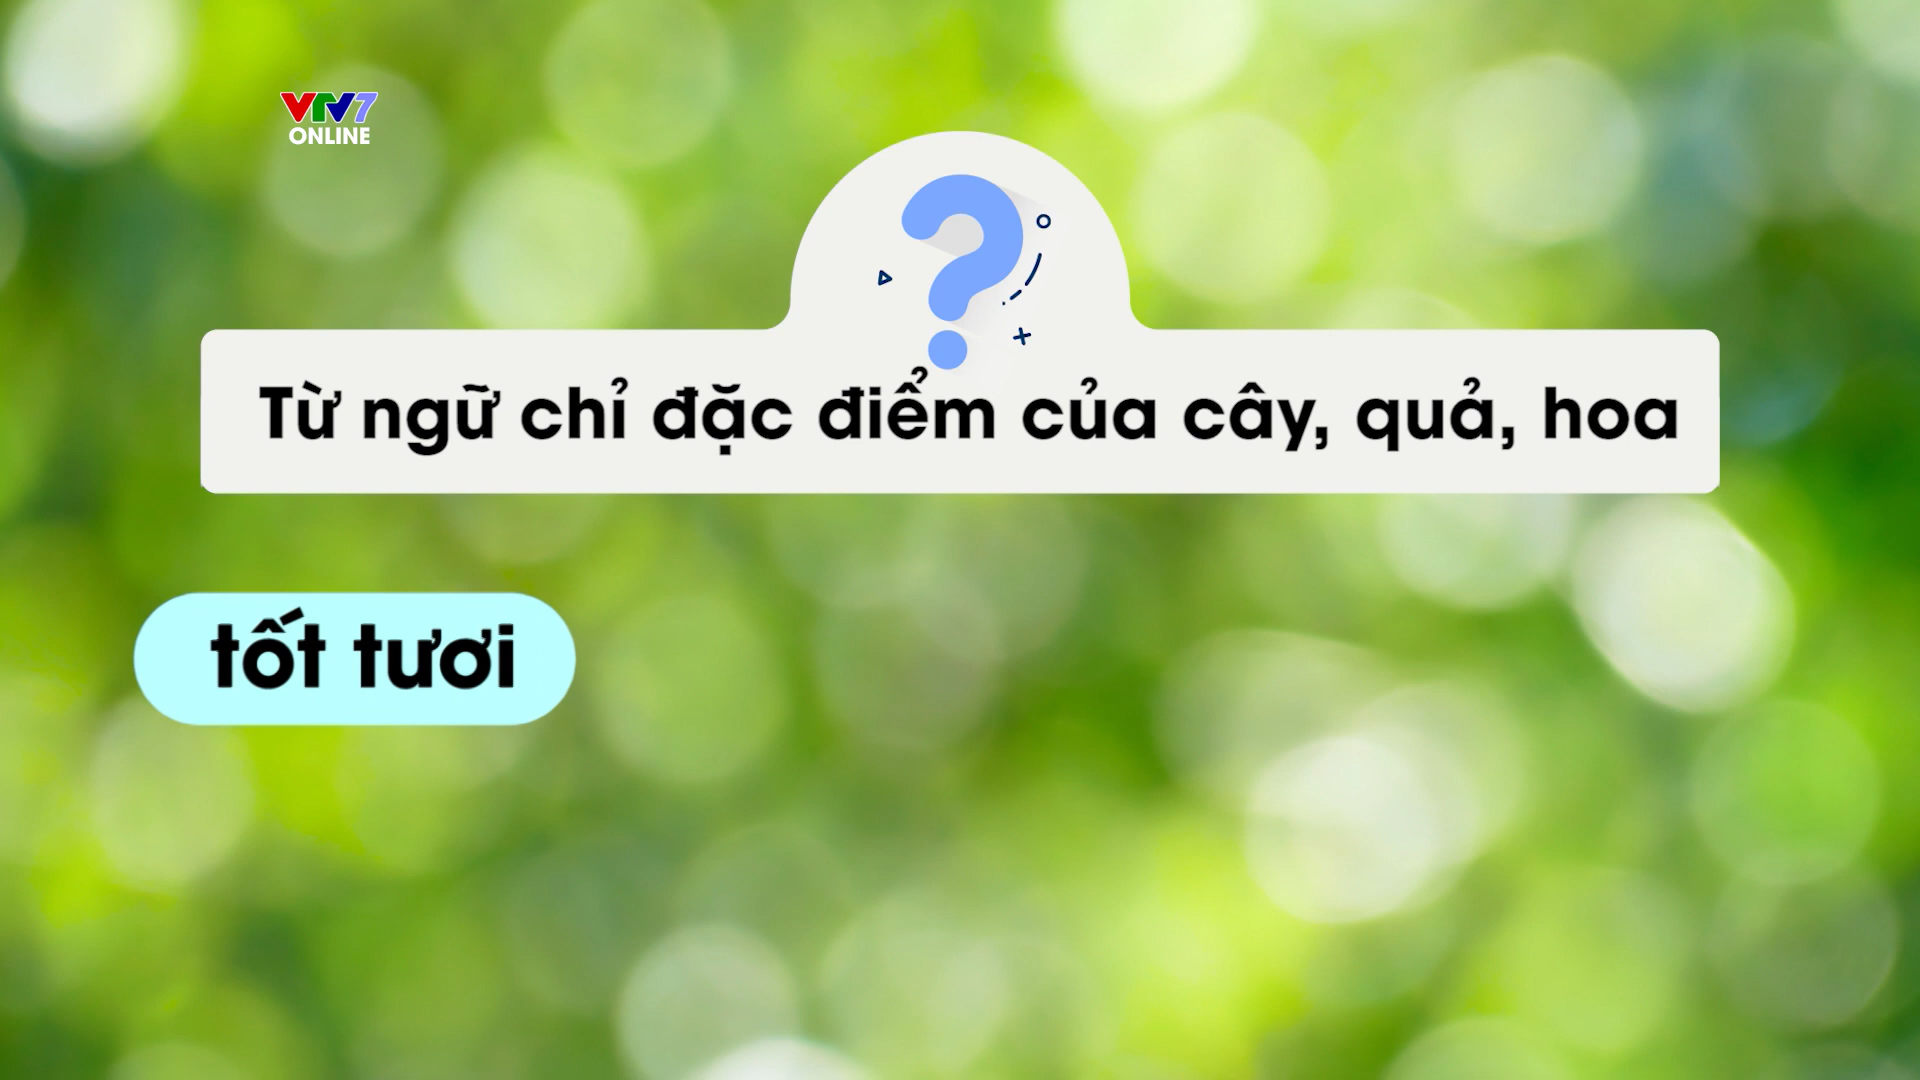 VTV7
ONLINE
Từ ngữ chỉ đặc điểm của cây, quả, hoa
tốt tươi